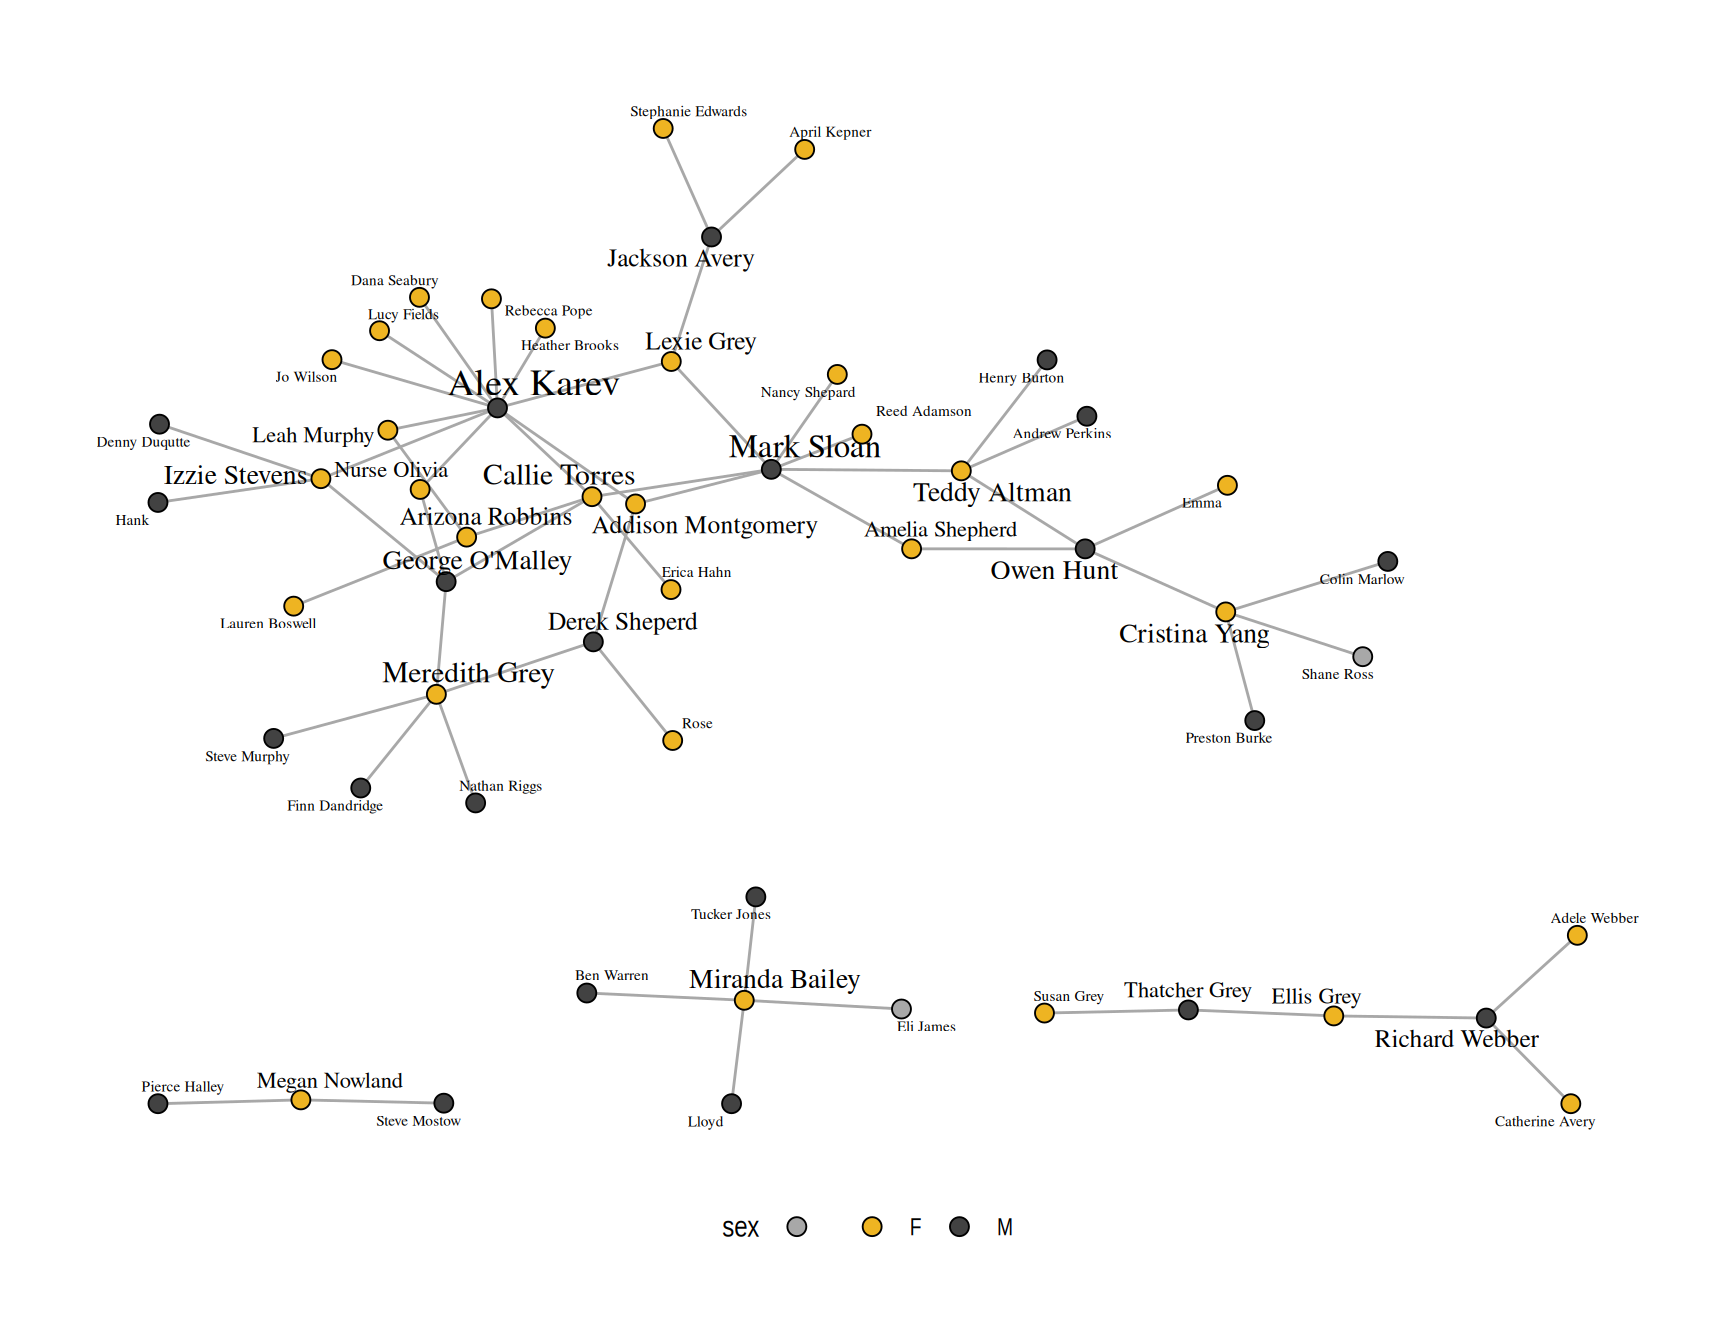 Stephanie Edwards
April Kepner
Jackson Avery
Dana Seabury
Rebecca Pope
Lucy Fields
Heather Brooks
Lexie Grey
Jo Wilson
Henry Burton
Alex Karev
Nancy Shepard
Reed Adamson
Andrew Perkins
Leah Murphy
Denny Duqutte
Mark Sloan
Izzie Stevens
Nurse Olivia
Callie Torres
Teddy Altman
Emma
Hank
Arizona Robbins
Addison Montgomery
Amelia Shepherd
George O'Malley
Owen Hunt
Erica Hahn
Colin Marlow
Lauren Boswell
Derek Sheperd
Cristina Yang
Meredith Grey
Shane Ross
Rose
Preston Burke
Steve Murphy
Nathan Riggs
Finn Dandridge
Tucker Jones
Adele Webber
Ben Warren
Miranda Bailey
Susan Grey
Thatcher Grey
Ellis Grey
Eli James
Richard Webber
Pierce Halley
Megan Nowland
Steve Mostow
Lloyd
Catherine Avery
sex F M